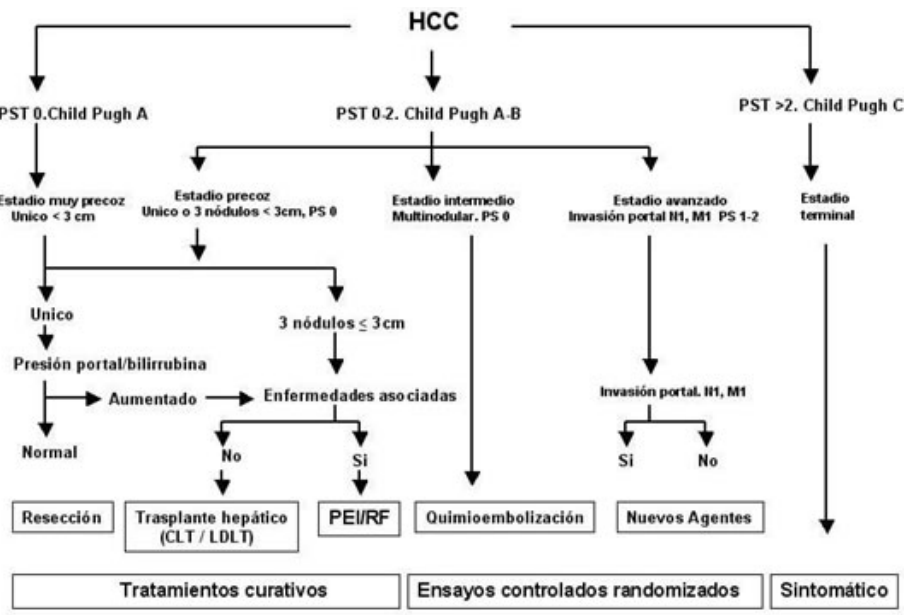 HCC
PST 0.Child Pugh A
PST 0-2. Child Pugh A-B
PST >2. Child Pugh C
Estadio muy precoz
Unico < 3 cm
Estadio precoz
Unico o 3 nódulos < 3cm, PS 0
Estadio intermedio
Multinodular. PS 0
Estadio avanzado
Invasión portal N1, M1 PS 1-2
Estadio
terminal
Unico
3 nódulos ≤ 3cm
Presión portal/bilirrubina
Aumentado
Enfermedades asociadas
Invasión portal. N1, M1
Normal
No
Si
Si
No
Resección
Trasplante hepático
(CLT / LDLT)
PEI/RF
Quimioembolización
Nuevos Agentes
Tratamientos curativos
Ensayos controlados randomizados
Sintomático